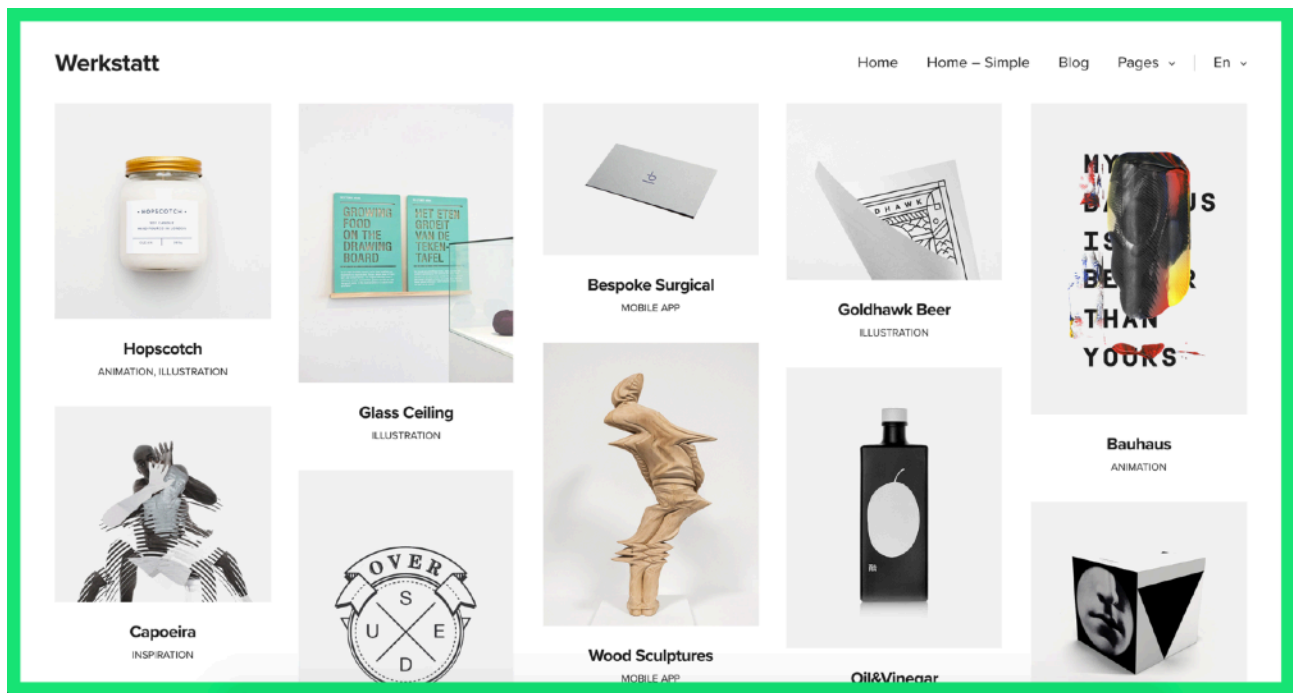 Werkstatt
Home
Home – Simple
Blog
Pages
En
HOPSCOTCH
Hopscotch
ANIMATION, ILLUSTRATION
Capoeira
INSPIRATION
GROWING
FOOD
ON THE
DRAWING
BOARD
HET ETEN
GROEIT
VAN DE
TEKEN-
TAFEL
Glass Ceiling
ILLUSTRATION
OVER
S
U E
D
Bespoke Surgical
MOBILE APP
Wood Sculptures
MOBILE APP
DHAWK
Goldhawk Beer
ILLUSTRATION
Oil&Vinegar
MY
IS
THAN
YOURS
Bauhaus
ANIMATION